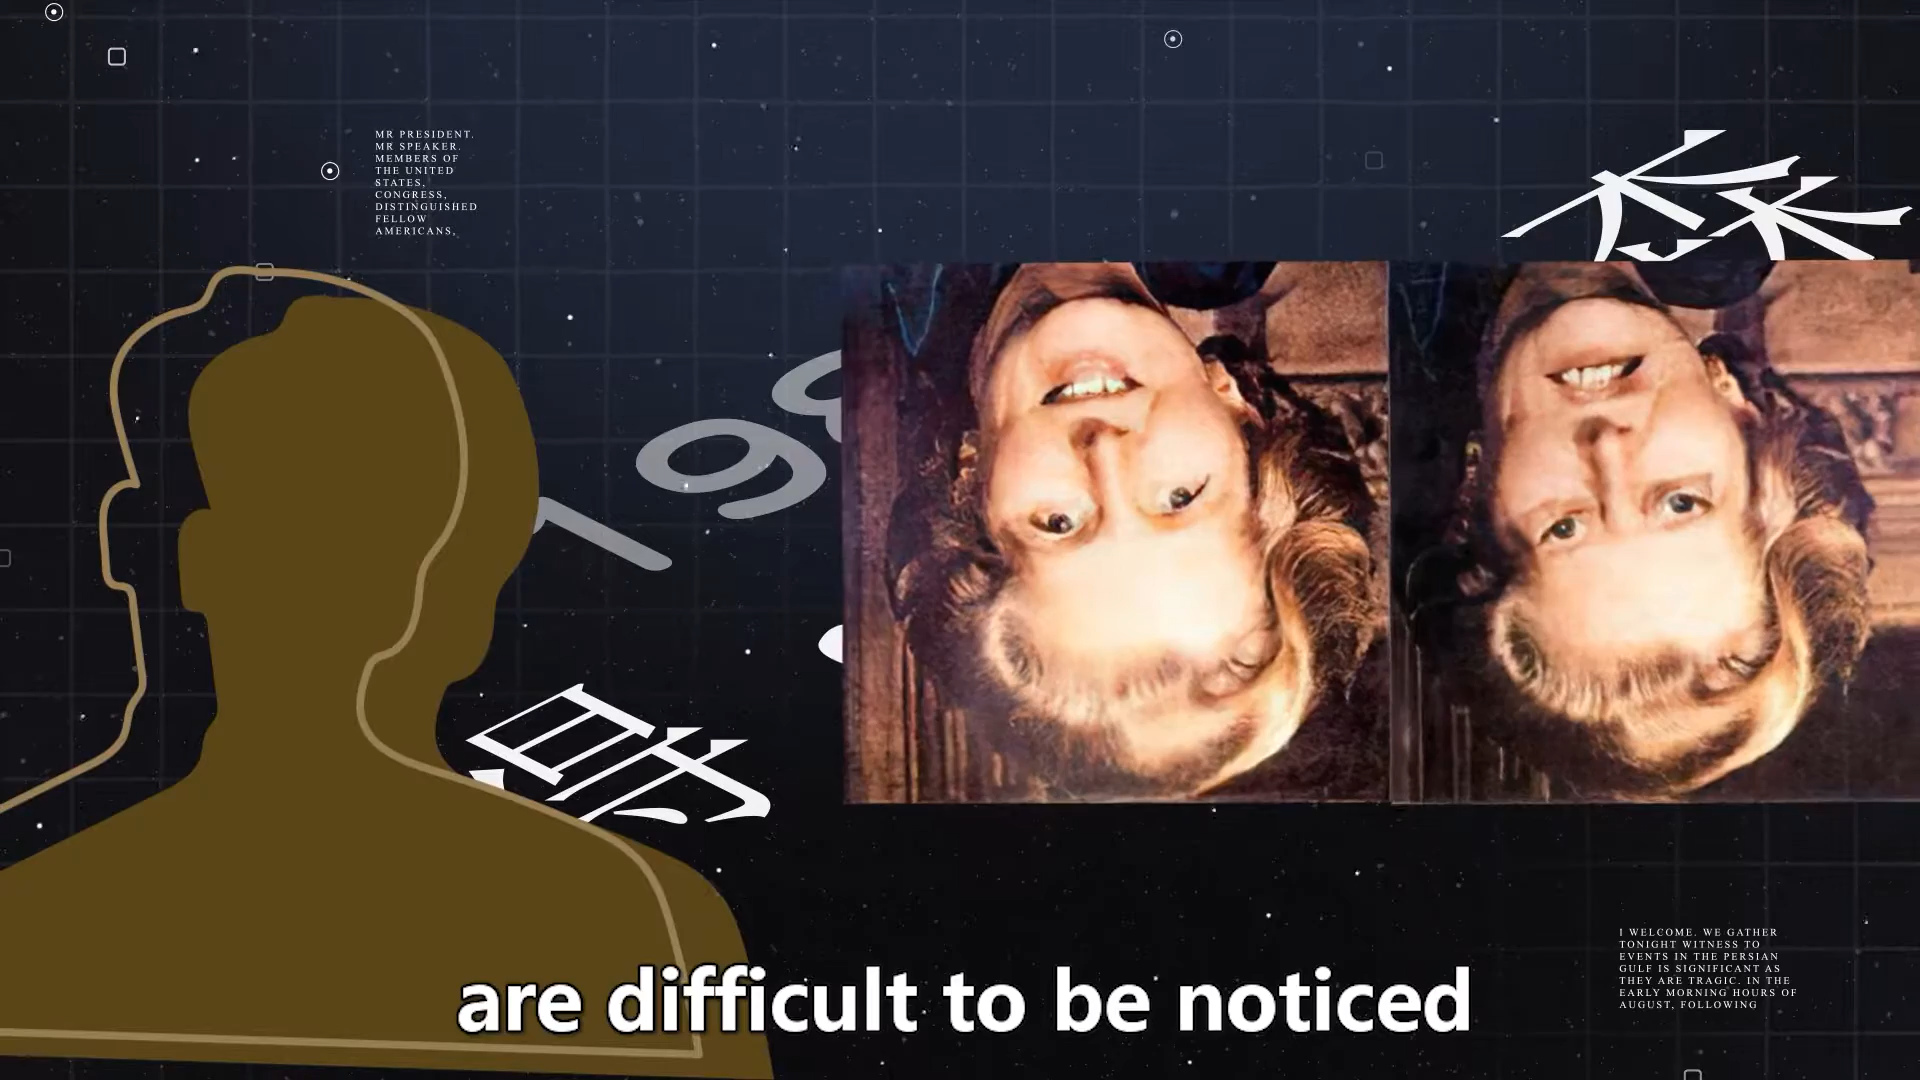 MR PRESIDENT.
MR SPEAKER.
MEMBERS OF
THE UNITED
STATES,
CONGRESS,
DISTINGUISHED
FELLOW
AMERICANS,
I WELCOME. WE GATHER
TONIGHT WITNESS TO
EVENTS IN THE PERSIAN
GULF IS SIGNIFICANT AS
THEY ARE TRAGIC. IN THE
EARLY MORNING HOURS OF
AUGUST, FOLLOWING
are difficult to be noticed